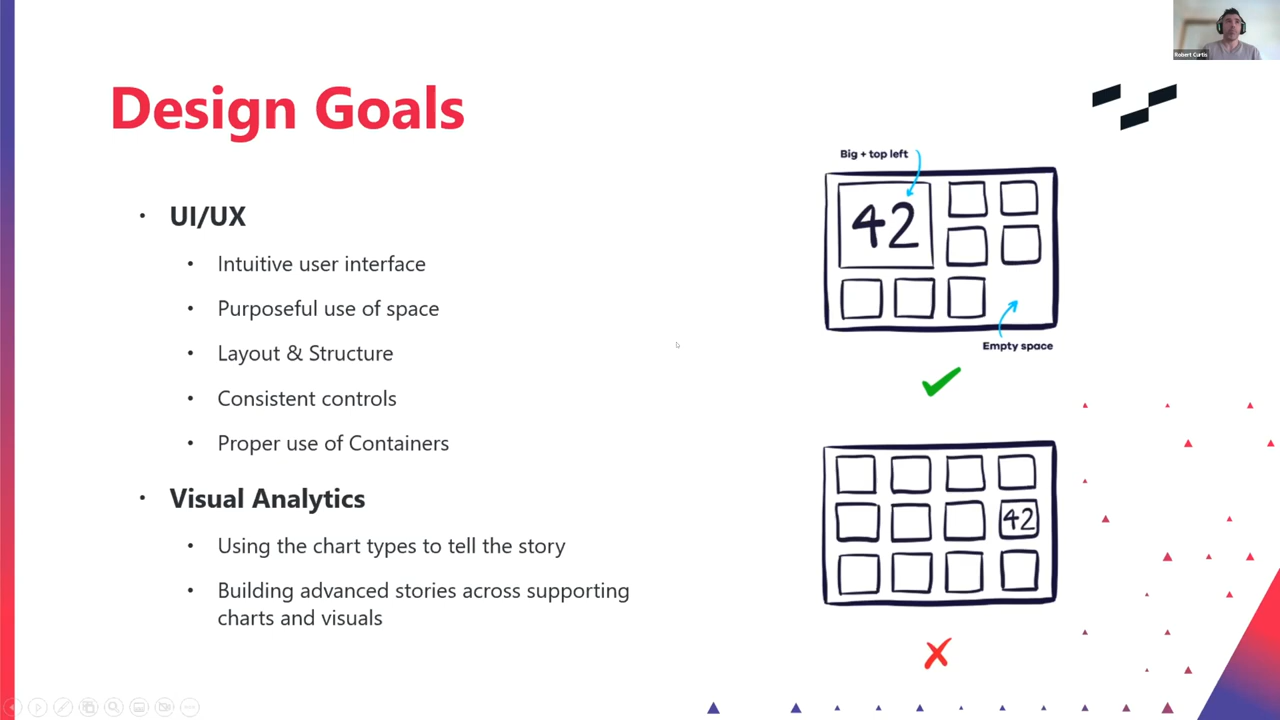 Robert Curtis
Design Goals
• UI/UX
• Intuitive user interface
• Purposeful use of space
• Layout & Structure
• Consistent controls
• Proper use of Containers
• Visual Analytics
• Using the chart types to tell the story
• Building advanced stories across supporting
charts and visuals
Big + top left
42
Empty space
42